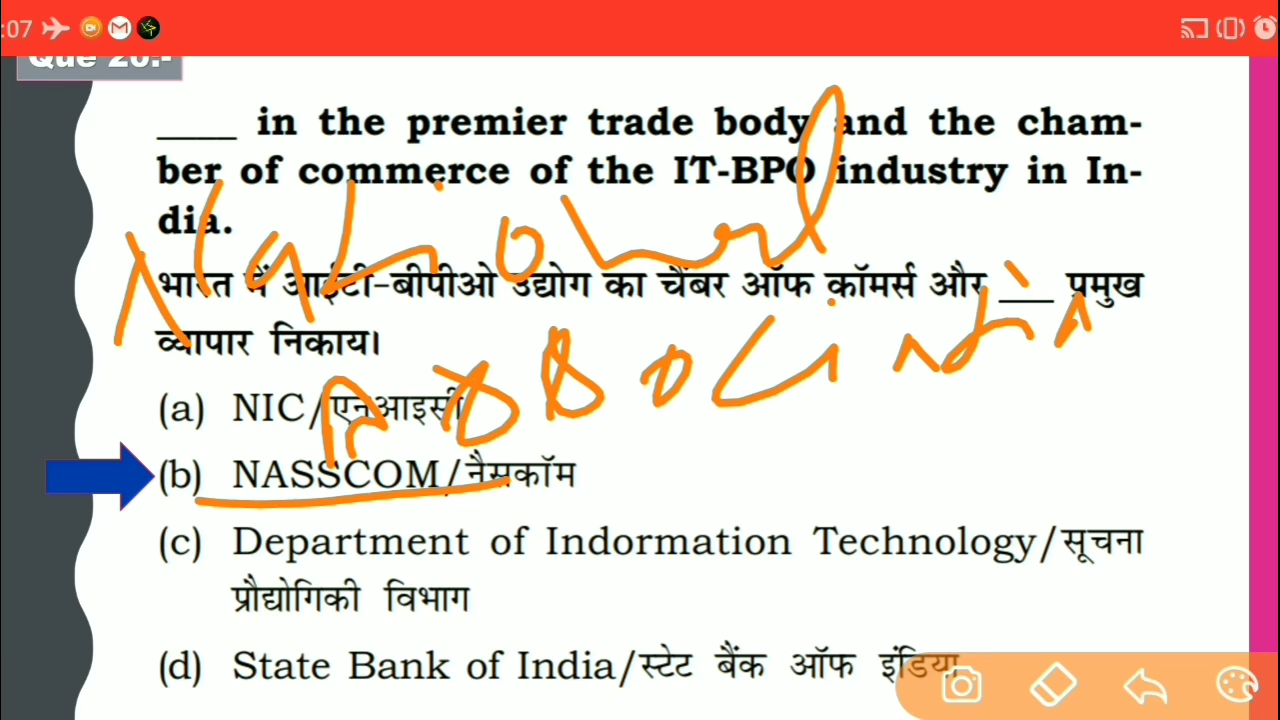 :07
Que 20:-
____ in the premier trade body and the cham-
ber of commerce of the IT-BPO industry in In-
dia.
भारत में आईटी-बीपीओ उद्योग का चैंबर ऑफ कॉमर्स और ___ प्रमुख
व्यापार निकाय।
National
(a) NIC/एनआइसी
(b) NASSCOM/नैसकॉम
(c) Department of Indormation Technology/सूचना
प्रौद्योगिकी विभाग
(d) State Bank of India/स्टेट बैंक ऑफ इंडिया